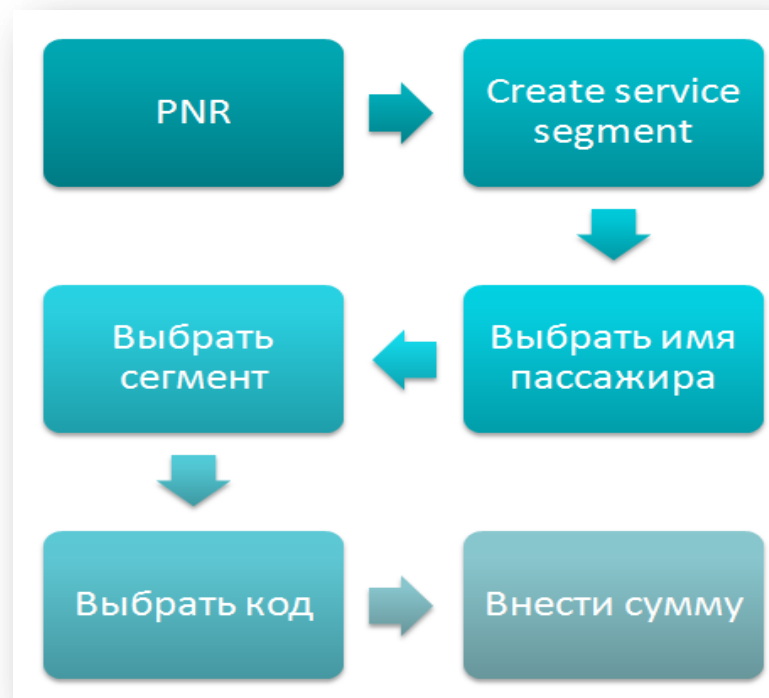 PNR
Create service
segment
Выбрать имя
пассажира
Выбрать
сегмент
Выбрать код
Внести сумму